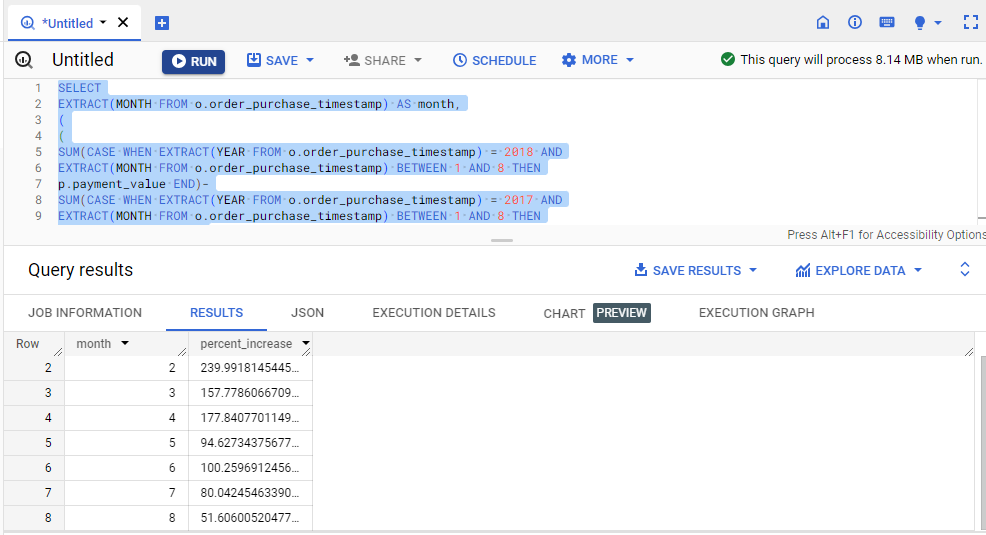 *Untitled
Untitled RUN SAVE SHARE SCHEDULE MORE This query will process 8.14 MB when run.
1 SELECT
2 EXTRACT(MONTH FROM o.order_purchase_timestamp) AS month,
3 (
4 (
5 SUM(CASE WHEN EXTRACT(YEAR FROM o.order_purchase_timestamp) = 2018 AND
6 EXTRACT(MONTH FROM o.order_purchase_timestamp) BETWEEN 1 AND 8 THEN
7 p.payment_value END)-
8 SUM(CASE WHEN EXTRACT(YEAR FROM o.order_purchase_timestamp) = 2017 AND
9 EXTRACT(MONTH FROM o.order_purchase_timestamp) BETWEEN 1 AND 8 THEN
Press Alt+F1 for Accessibility Options
Query results SAVE RESULTS EXPLORE DATA
JOB INFORMATION RESULTS JSON EXECUTION DETAILS CHART PREVIEW EXECUTION GRAPH
Row month percent_increase
2 2 239.9918145445...
3 3 157.7786066709...
4 4 177.8407701149...
5 5 94.62734375677...
6 6 100.2596912456...
7 7 80.04245463390...
8 8 51.60600520477...